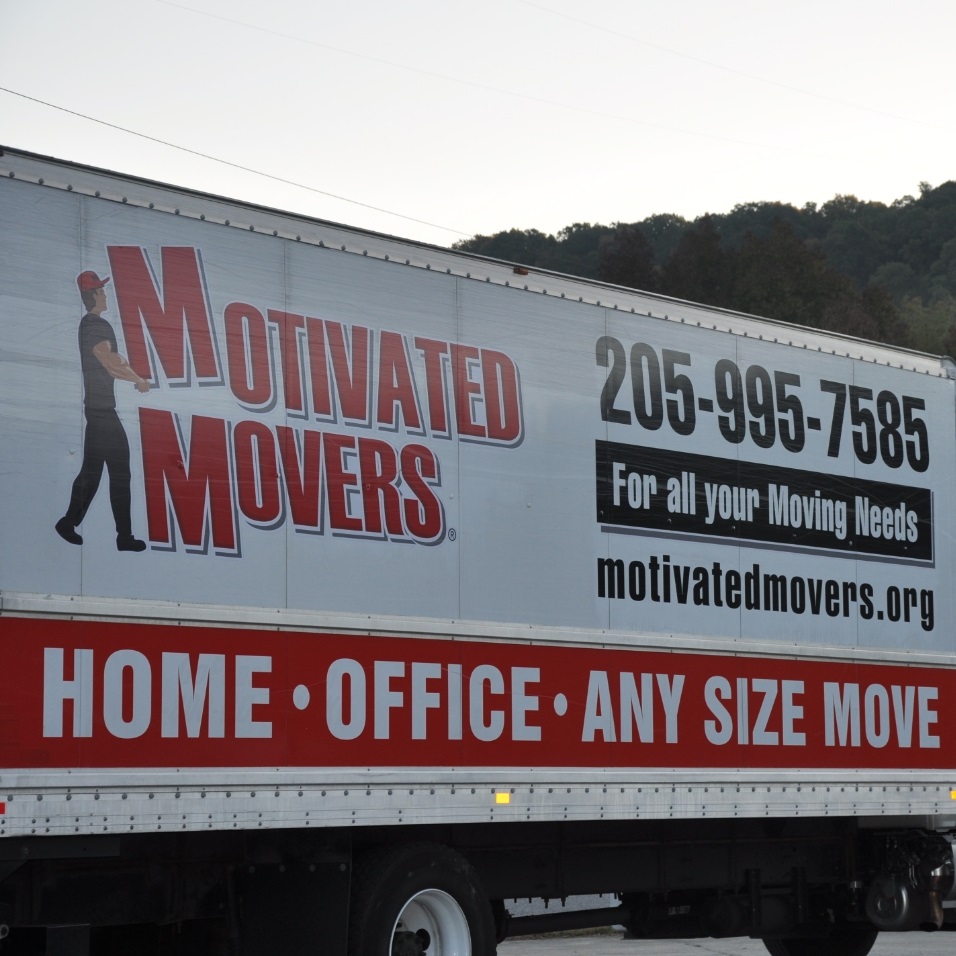 MOTIVATED
MOVERS®
205-995-7585
For all your Moving Needs
motivatedmovers.org
HOME • OFFICE • ANY SIZE MOVE